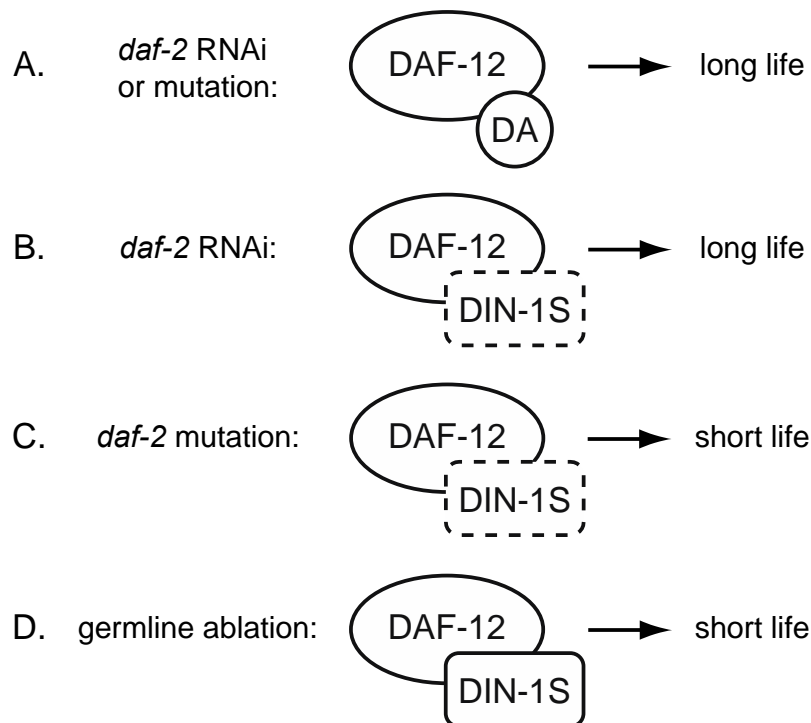 A. daf-2 RNAi or mutation: DAF-12 DA long life
B. daf-2 RNAi: DAF-12 DIN-1S long life
C. daf-2 mutation: DAF-12 DIN-1S short life
D. germline ablation: DAF-12 DIN-1S short life